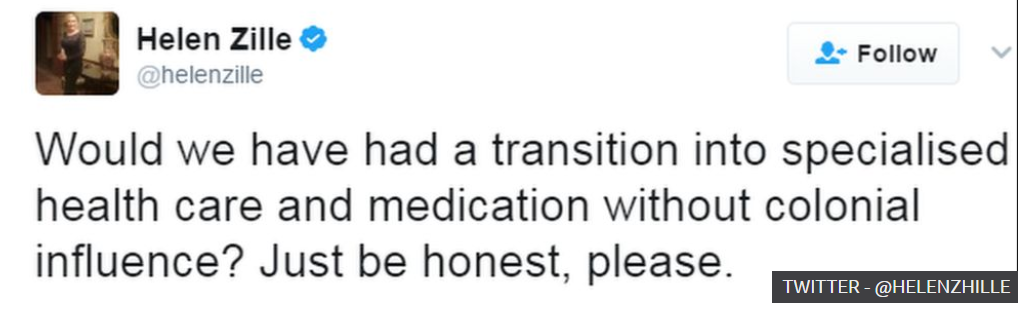 Helen Zille
@helenzille
Follow
Would we have had a transition into specialised
health care and medication without colonial
influence? Just be honest, please.
TWITTER - @HELENZHILLE